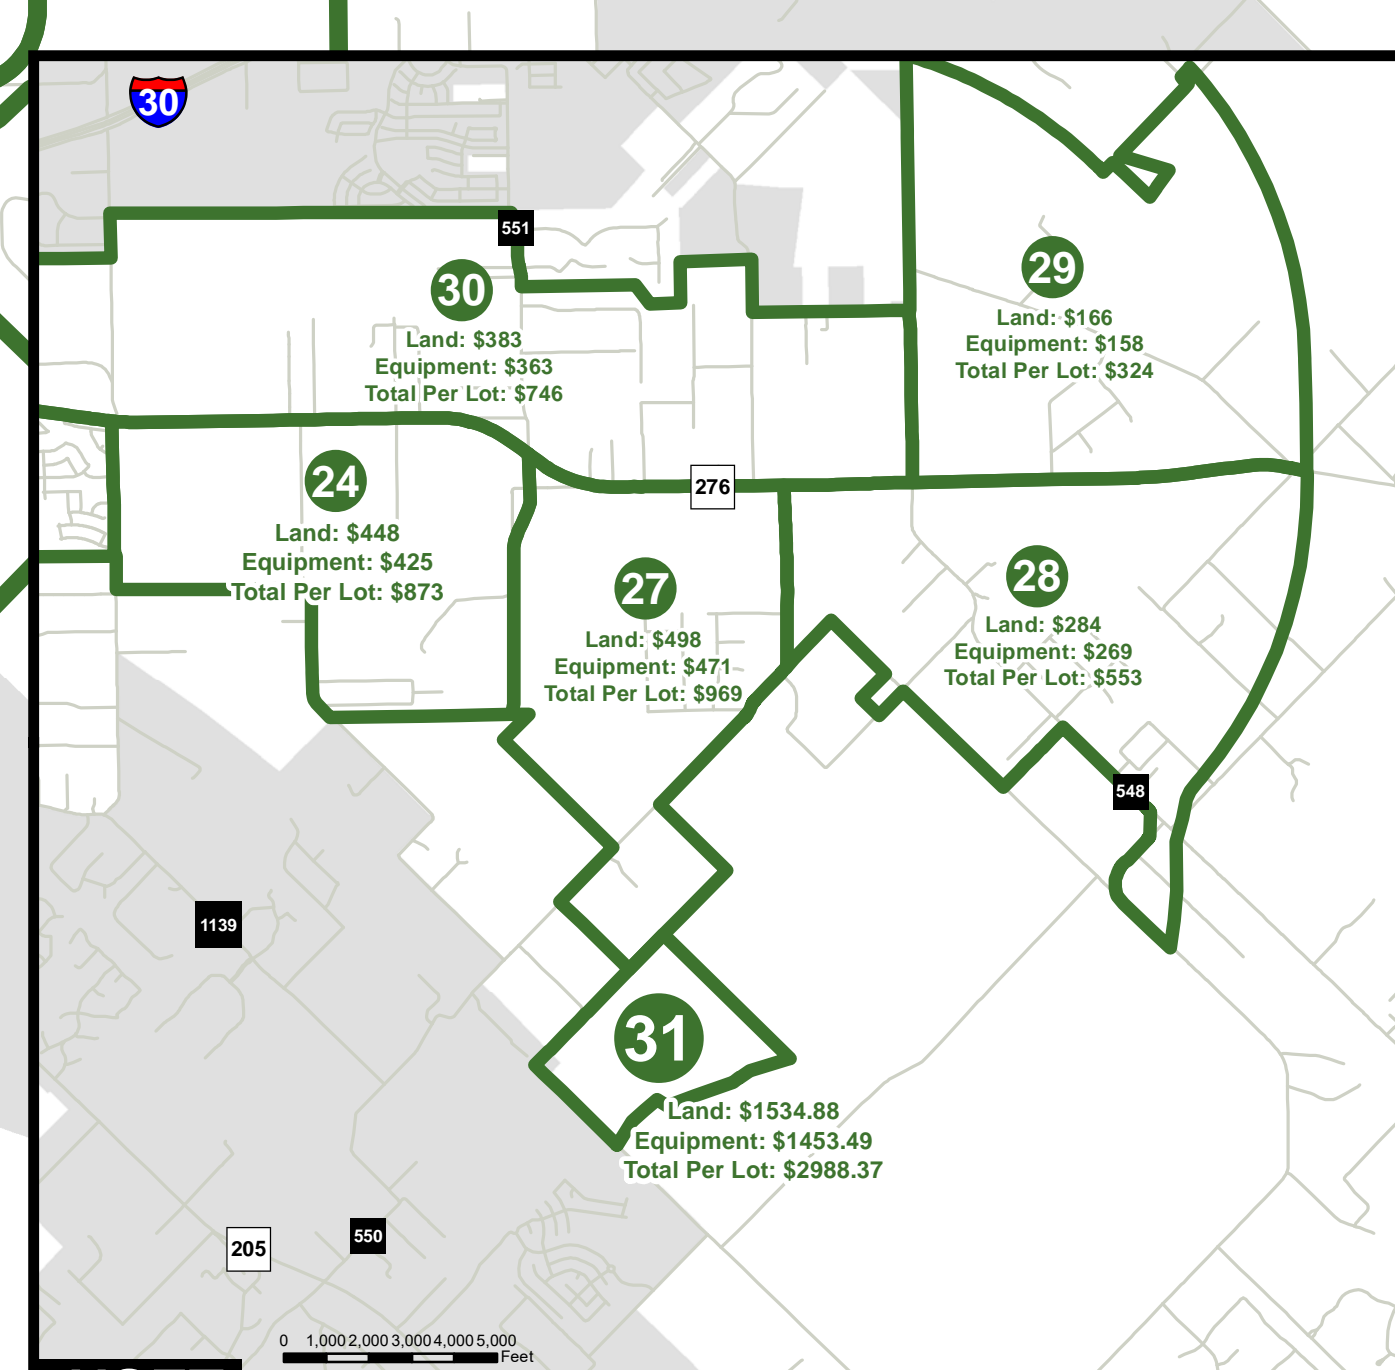 30
551
30
Land: $383
Equipment: $363
Total Per Lot: $746
29
Land: $166
Equipment: $158
Total Per Lot: $324
24
Land: $448
Equipment: $425
Total Per Lot: $873
276
27
Land: $498
Equipment: $471
Total Per Lot: $969
28
Land: $284
Equipment: $269
Total Per Lot: $553
548
1139
31
Land: $1534.88
Equipment: $1453.49
Total Per Lot: $2988.37
205
550
0 1,000 2,000 3,000 4,000 5,000
Feet